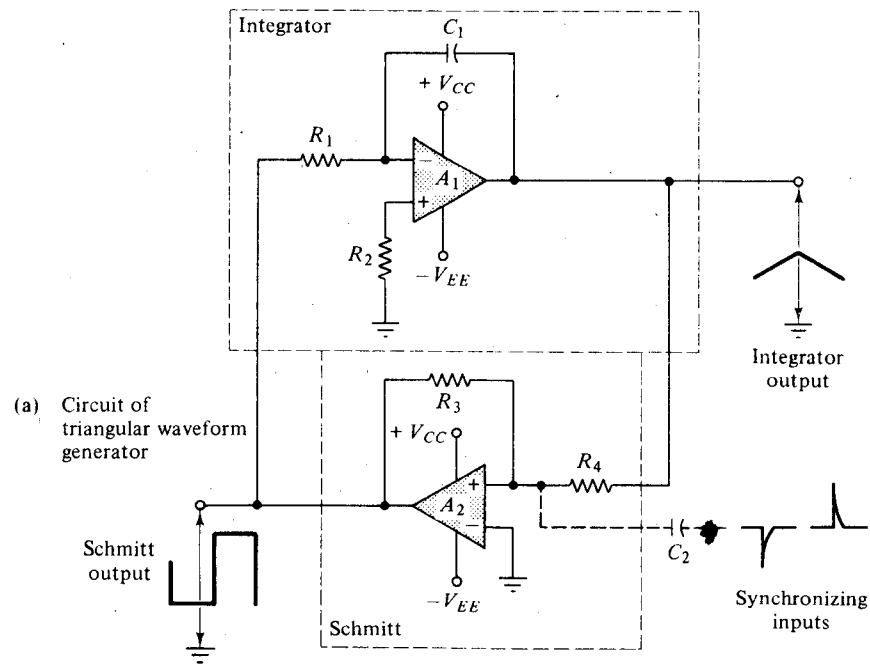 Integrator
C1
+ VCC
R1
−
A1
+
R2
−VEE
Integrator
output
(a) Circuit of
triangular waveform
generator
R3
+ VCC
R4
+
A2
−
C2
Schmitt
output
−VEE
Schmitt
Synchronizing
inputs